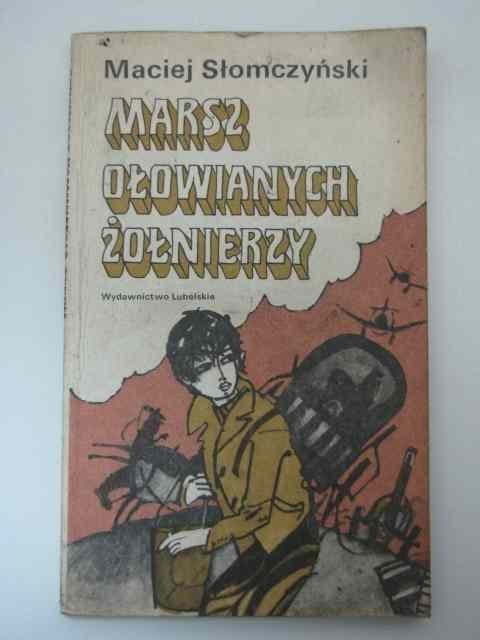 Maciej Słomczyński
MARSZ
OŁOWIANYCH
ŻOŁNIERZY
Wydawnictwo Lubelskie